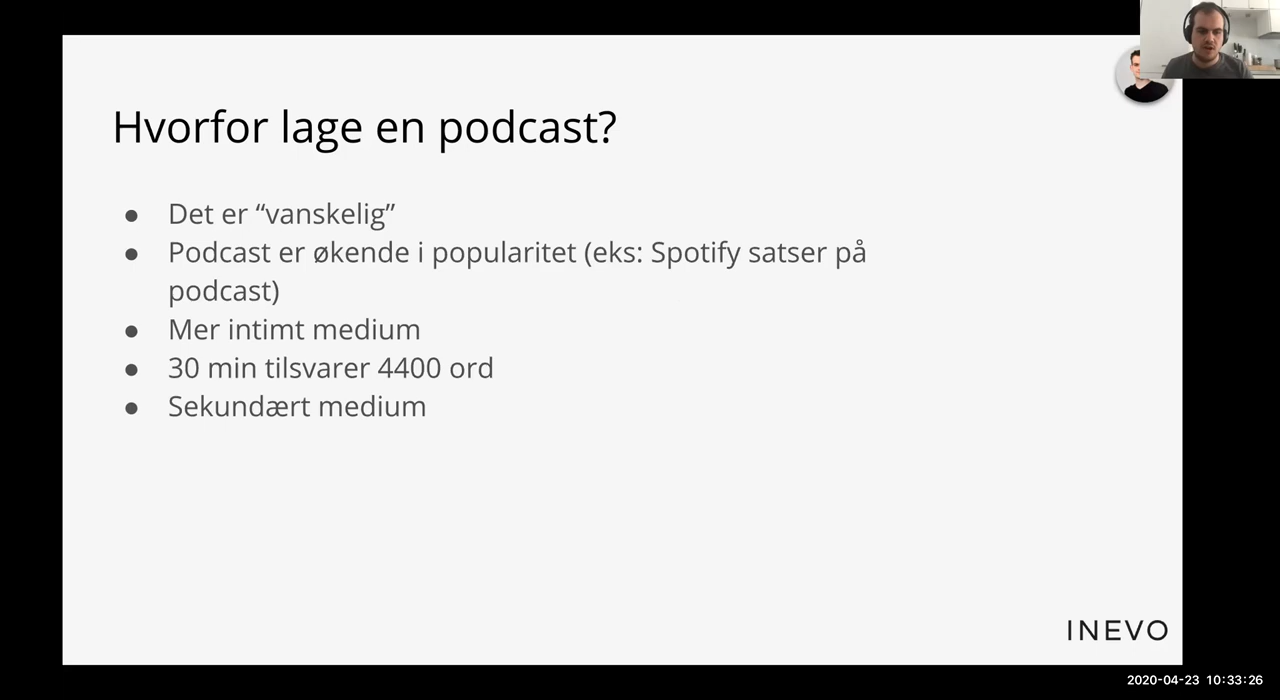 Hvorfor lage en podcast?
● Det er “vanskelig”
● Podcast er økende i popularitet (eks: Spotify satser på
podcast)
● Mer intimt medium
● 30 min tilsvarer 4400 ord
● Sekundært medium
INEVO
2020-04-23 10:33:26